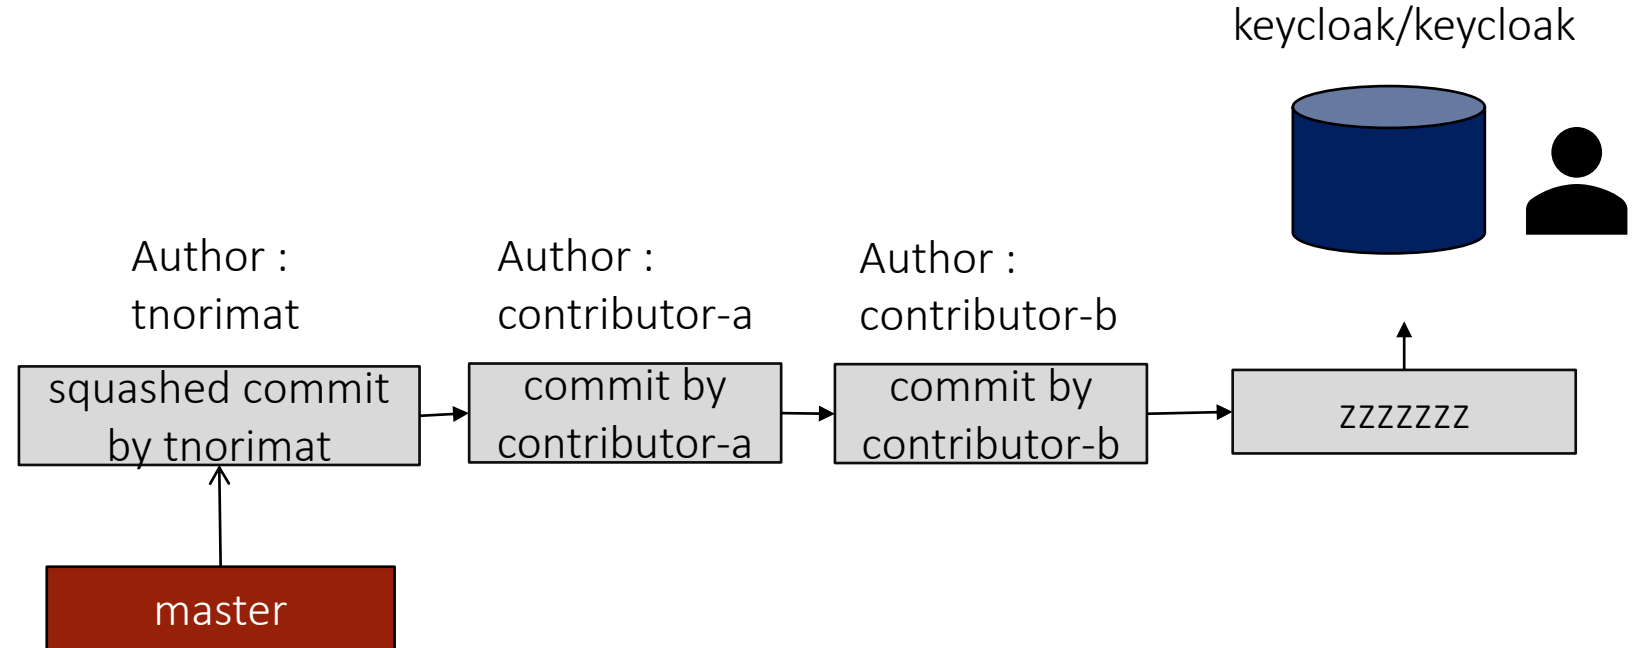 keycloak/keycloak
Author :
tnorimat
Author :
contributor-a
Author :
contributor-b
squashed commit
by tnorimat
commit by
contributor-a
commit by
contributor-b
zzzzzzz
master